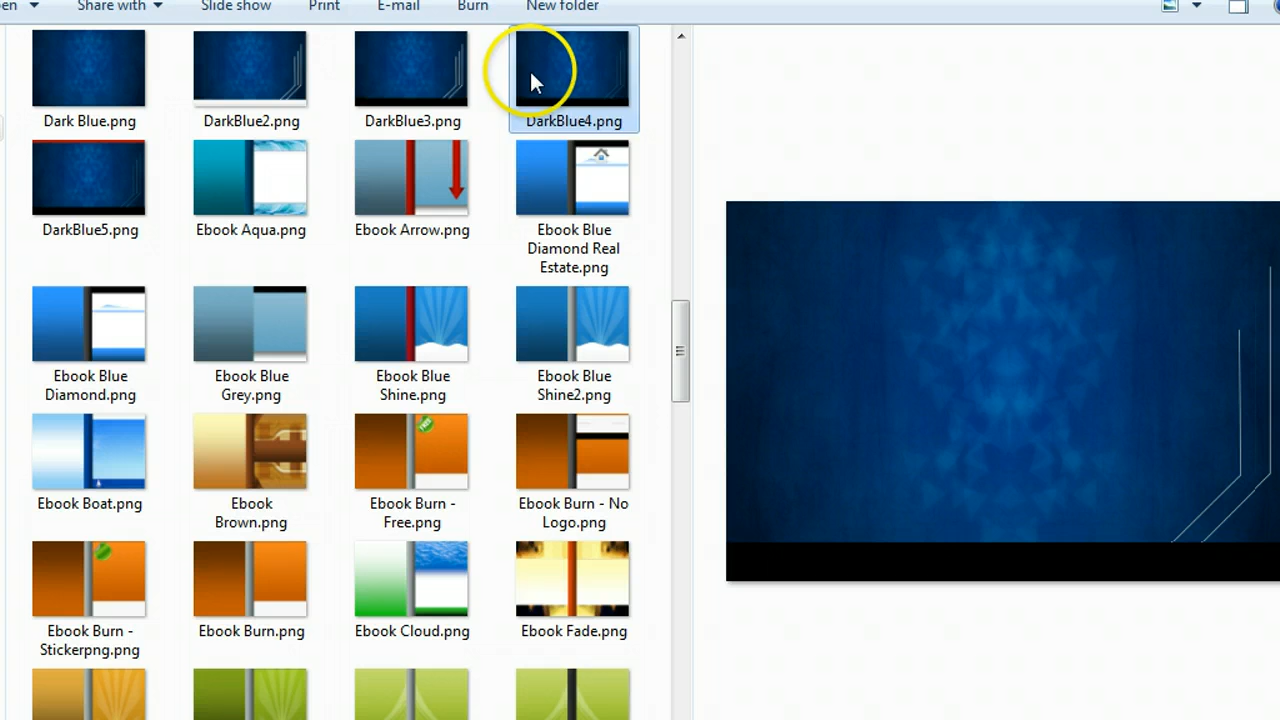 en Share with Slide show Print E-mail Burn New folder
Dark Blue.png DarkBlue2.png DarkBlue3.png DarkBlue4.png
DarkBlue5.png Ebook Aqua.png Ebook Arrow.png Ebook Blue
Diamond Real
Estate.png
Ebook Blue Ebook Blue Ebook Blue Ebook Blue
Diamond.png Grey.png Shine.png Shine2.png
Ebook Boat.png Ebook Ebook Burn - Ebook Burn - No
Brown.png Free.png Logo.png
Ebook Burn - Ebook Burn.png Ebook Cloud.png Ebook Fade.png
Stickerpng.png